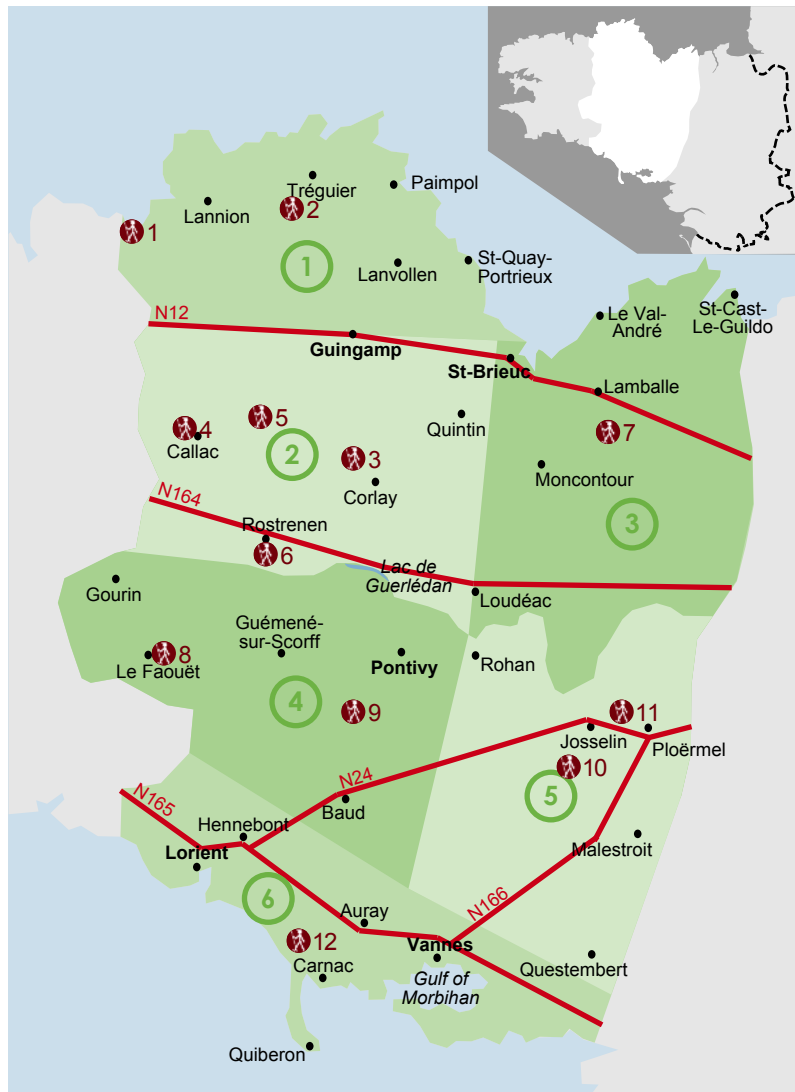 Tréguier
Paimpol
Lannion
2
1
St-Quay-
Portrieux
1
Lanvollen
Le Val-
André
St-Cast-
Le-Guildo
N12
Guingamp
St-Brieuc
Lamballe
5
4
Quintin
7
Callac
2
3
Moncontour
Corlay
N164
3
Rostrenen
6
Lac de
Guerlédan
Gourin
Loudéac
Guémené-
sur-Scorff
8
Le Faouët
Pontivy
Rohan
4
9
11
Josselin
Ploërmel
10
N24
5
N165
Baud
Hennebont
Lorient
Malestroit
6
N166
Auray
12
Vannes
Carnac
Gulf of
Morbihan
Questembert
Quiberon